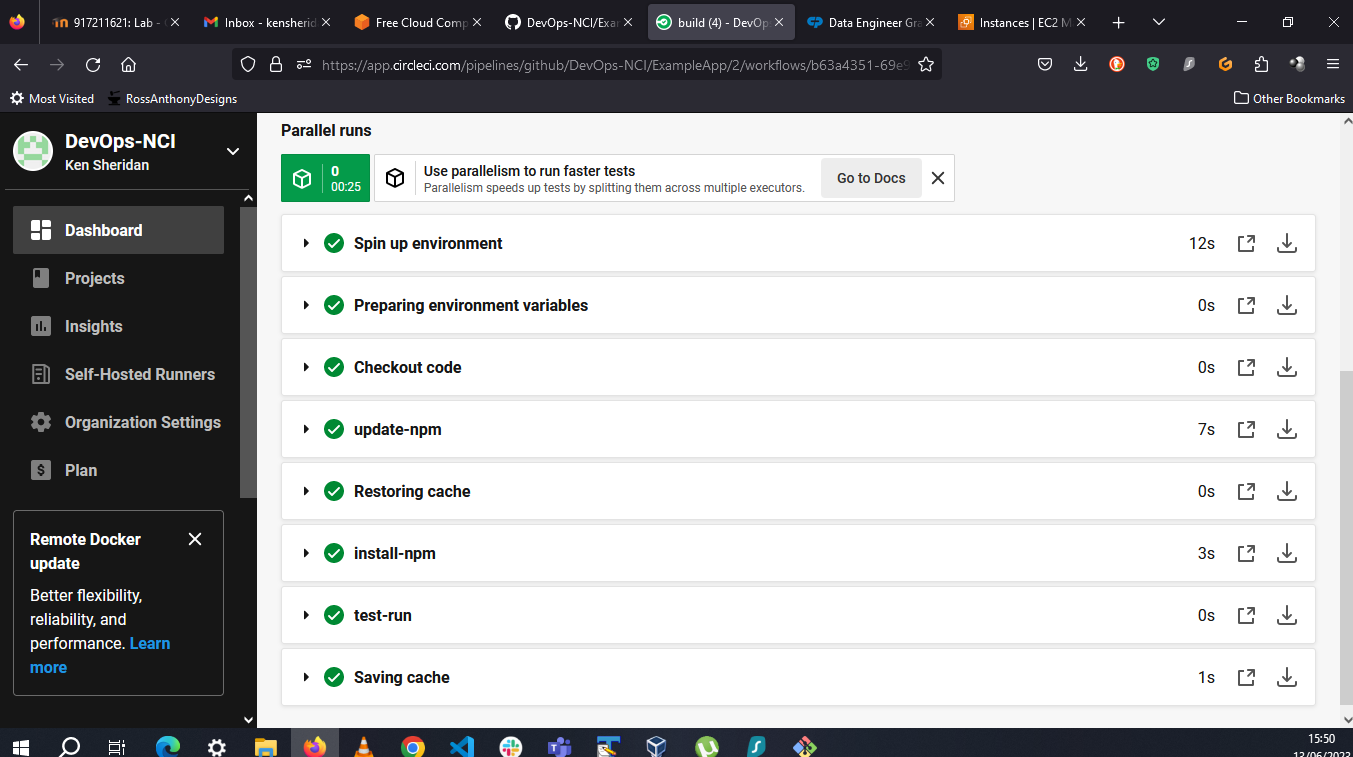 917211621: Lab - C
Inbox - kensherid
Free Cloud Comp
DevOps-NCI/Exan
build (4) - DevOp
Data Engineer Gra
Instances | EC2 M
https://app.circleci.com/pipelines/github/DevOps-NCI/ExampleApp/2/workflows/b63a4351-69e9
Most Visited
RossAnthonyDesigns
Other Bookmarks
DevOps-NCI
Ken Sheridan
Dashboard
Projects
Insights
Self-Hosted Runners
Organization Settings
Plan
Remote Docker
update
Better flexibility,
reliability, and
performance. Learn
more
Parallel runs
0
00:25
Use parallelism to run faster tests
Parallelism speeds up tests by splitting them across multiple executors.
Go to Docs
Spin up environment 12s
Preparing environment variables 0s
Checkout code 0s
update-npm 7s
Restoring cache 0s
install-npm 3s
test-run 0s
Saving cache 1s
15:50
13/06/2023